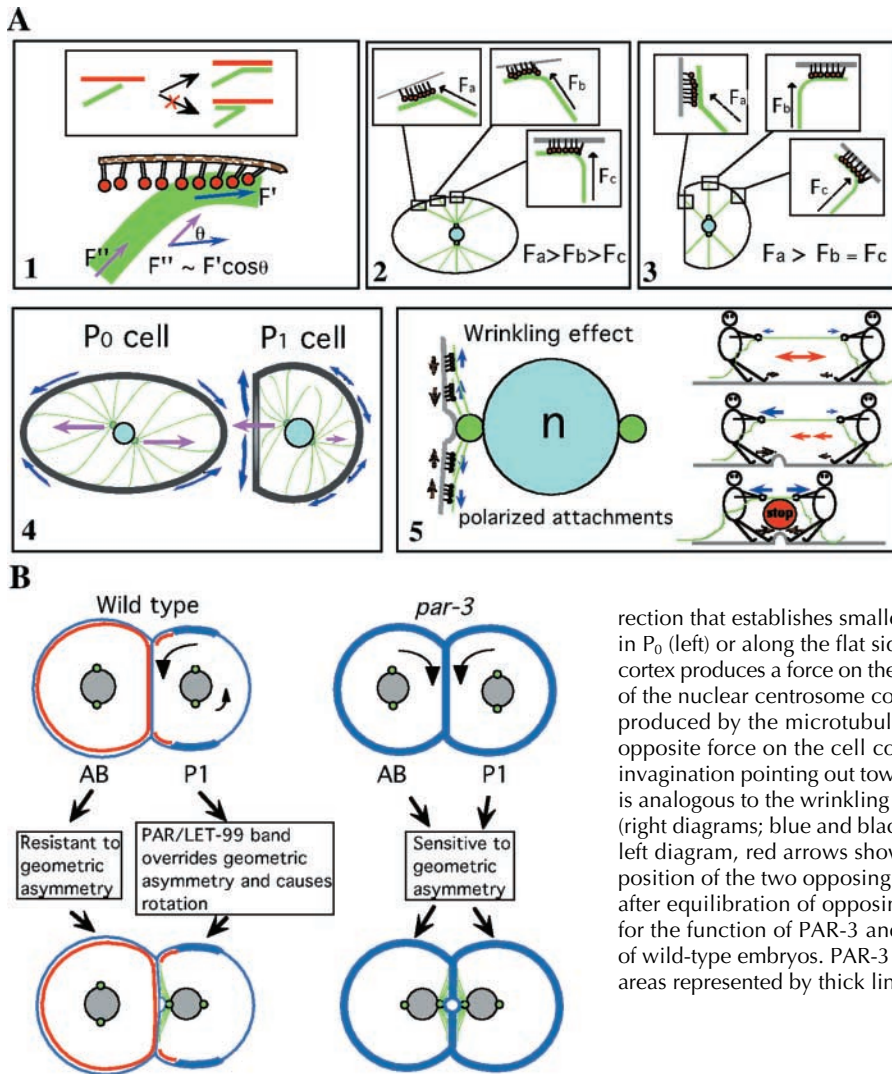 A
1
F'
F''
θ
F'' ~ F'cosθ
2
Fa
Fb
Fc
Fa>Fb>Fc
3
Fa
Fb
Fc
Fa > Fb = Fc
4
P0 cell
P1 cell
5
Wrinkling effect
n
polarized attachments
stop
B
Wild type
par-3
AB
P1
AB
P1
Resistant to
geometric
asymmetry
PAR/LET-99 band
overrides geometric
asymmetry and causes
rotation
Sensitive to
geometric
asymmetry
rection that establishes smalle
in P0 (left) or along the flat sid
cortex produces a force on the
of the nuclear centrosome co
produced by the microtubul
opposite force on the cell co
invagination pointing out tow
is analogous to the wrinkling
(right diagrams; blue and blac
left diagram, red arrows show
position of the two opposing
after equilibration of opposin
for the function of PAR-3 and
of wild-type embryos. PAR-3
areas represented by thick lin